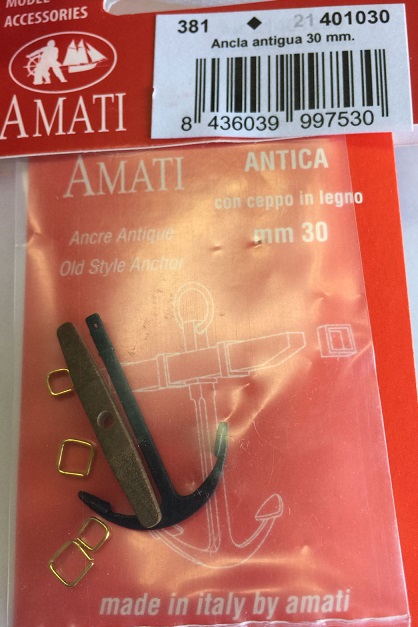 MODEL
ACCESSORIES
AMATI
381 ◆ 21 401030
Ancla antigua 30 mm.
8 436039 997530
AMATI
ANTICA
con ceppo in legno
mm 30
Ancre Antique
Old Style Anchor
made in italy by amati